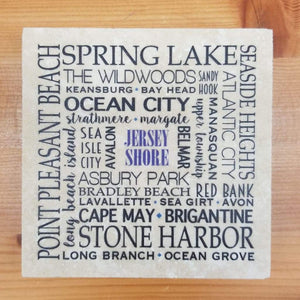 POINT PLEASANT BEACH
SPRING LAKE
THE WILDWOODS
SANDY
HOOK
KEANSBURG • BAY HEAD
OCEAN CITY
strathmore • margate
SEA
ISLE
CITY
AVALON
JERSEY
SHORE
BELMAR
upper township
MANASQUAN
ATLANTIC CITY
SEASIDE HEIGHTS
long beach island
ASBURY PARK
BRADLEY BEACH
RED BANK
LAVALLETTE • SEA GIRT • AVON
CAPE MAY • BRIGANTINE
STONE HARBOR
LONG BRANCH • OCEAN GROVE